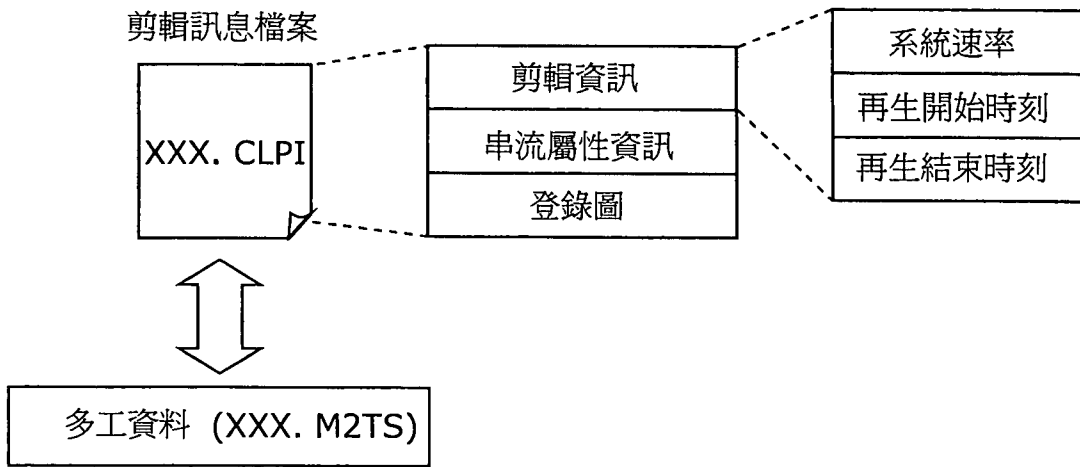 剪輯訊息檔案
XXX. CLPI
剪輯資訊
串流屬性資訊
登錄圖
系統速率
再生開始時刻
再生結束時刻
多工資料 (XXX. M2TS)